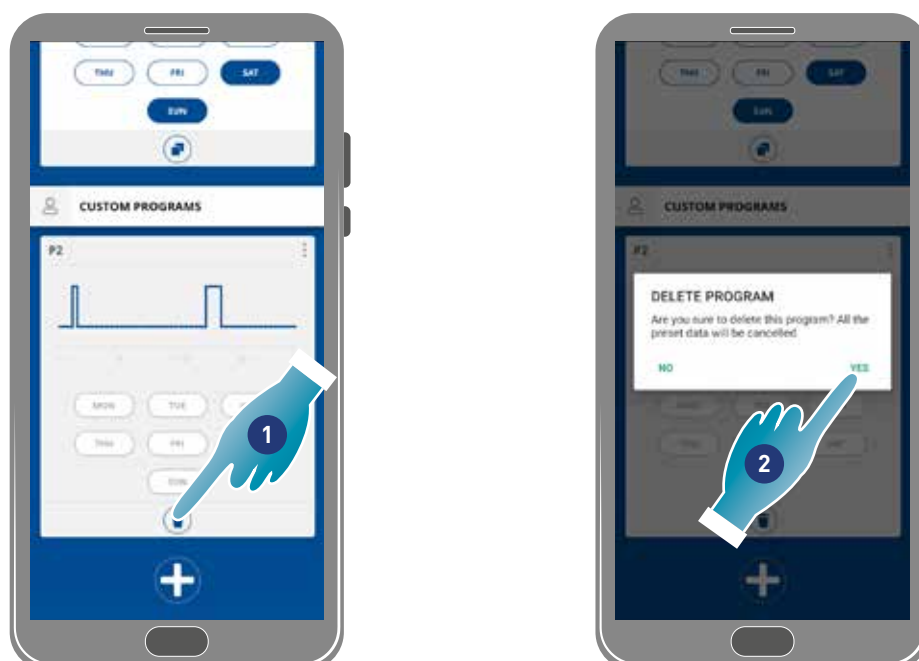 THU FRI SAT
SUN
CUSTOM PROGRAMS
P2
MON TUE
THU FRI
SUN
1
THU FRI SAT
SUN
CUSTOM PROGRAMS
P2
DELETE PROGRAM
Are you sure to delete this program? All the
preset data will be cancelled
NO YES
THU SAT
2